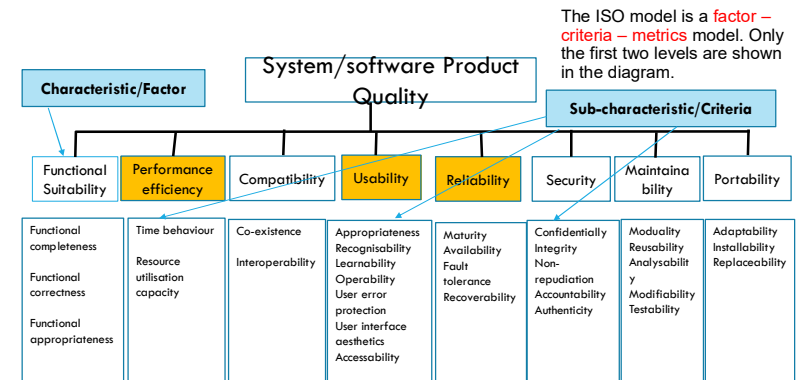 The ISO model is a factor –
criteria – metrics model. Only
the first two levels are shown
in the diagram.
System/software Product
Quality
Characteristic/Factor
Sub-characteristic/Criteria
Functional
Suitability
Performance
efficiency
Compatibility
Usability
Reliability
Security
Maintaina
bility
Portability
Functional
completeness
Functional
correctness
Functional
appropriateness
Time behaviour
Resource
utilisation
capacity
Co-existence
Interoperability
Appropriateness
Recognisability
Learnability
Operability
User error
protection
User interface
aesthetics
Accessability
Maturity
Availability
Fault
tolerance
Recoverability
Confidentially
Integrity
Non-
repudiation
Accountability
Authenticity
Moduality
Reusability
Analysabilit
y
Modifiability
Testability
Adaptability
Installability
Replaceability